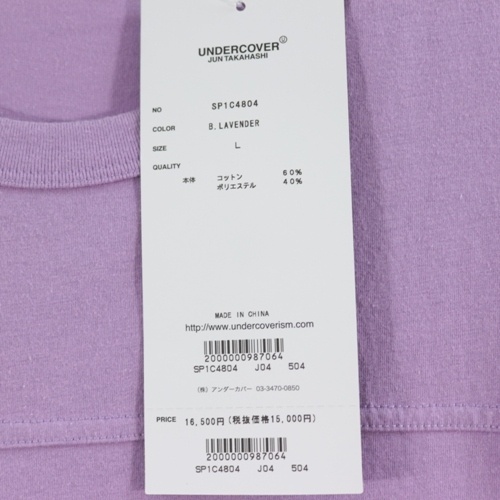 UNDERCOVER
JUN TAKAHASHI
NO SP1C4804
COLOR B.LAVENDER
SIZE L
QUALITY
本体 コットン 60%
ポリエステル 40%
MADE IN CHINA
http://www.undercoverism.com
2000000987064
SP1C4804 J04 504
(株) アンダーカバー 03-3470-0850
PRICE 16,500円(税抜価格15,000円)
2000000987064
SP1C4804 J04 504